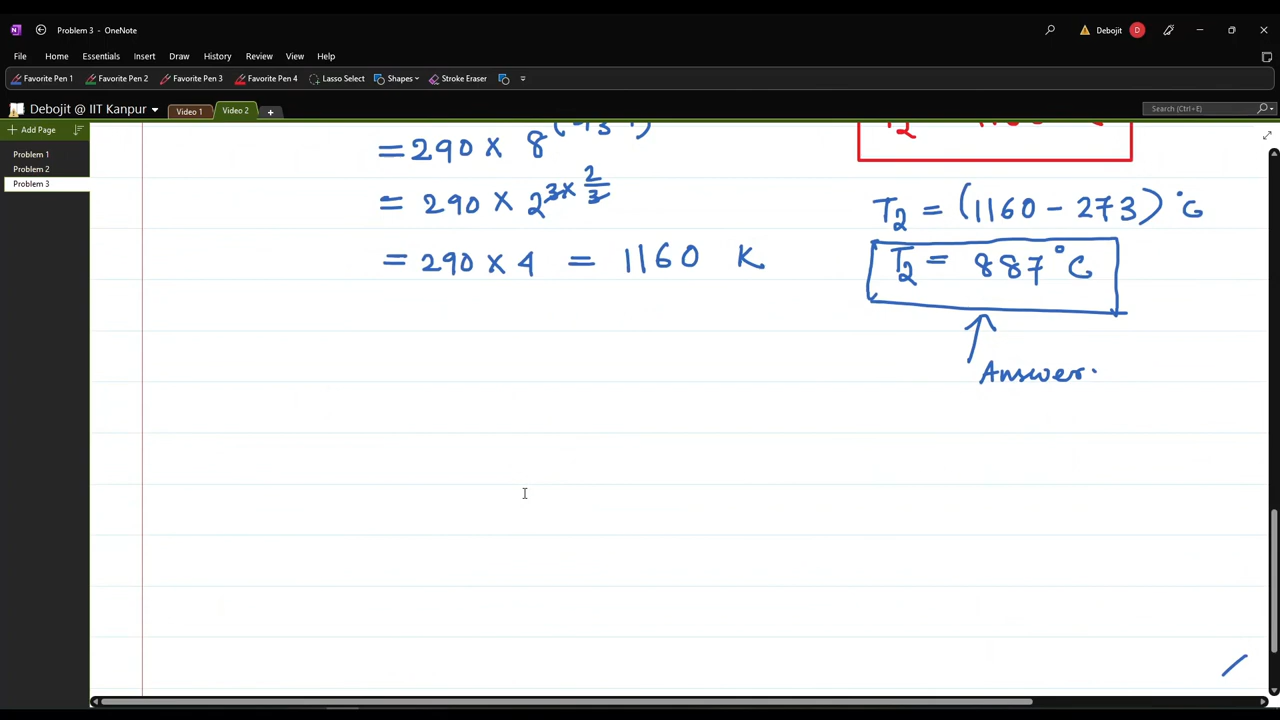 Problem 3 - OneNote
Debojit D
File Home Essentials Insert Draw History Review View Help
Favorite Pen 1 Favorite Pen 2 Favorite Pen 3 Favorite Pen 4 Lasso Select Shapes Stroke Eraser
Debojit @ IIT Kanpur Video 1 Video 2 + Search (Ctrl+E)
+ Add Page
Problem 1
Problem 2
Problem 3
= 290 × 8
= 290 × 2^(3 × 2/3)
= 290 × 4 = 1160 K
T₂ = (1160 - 273) °C
T₂ = 887 °C
Answer.